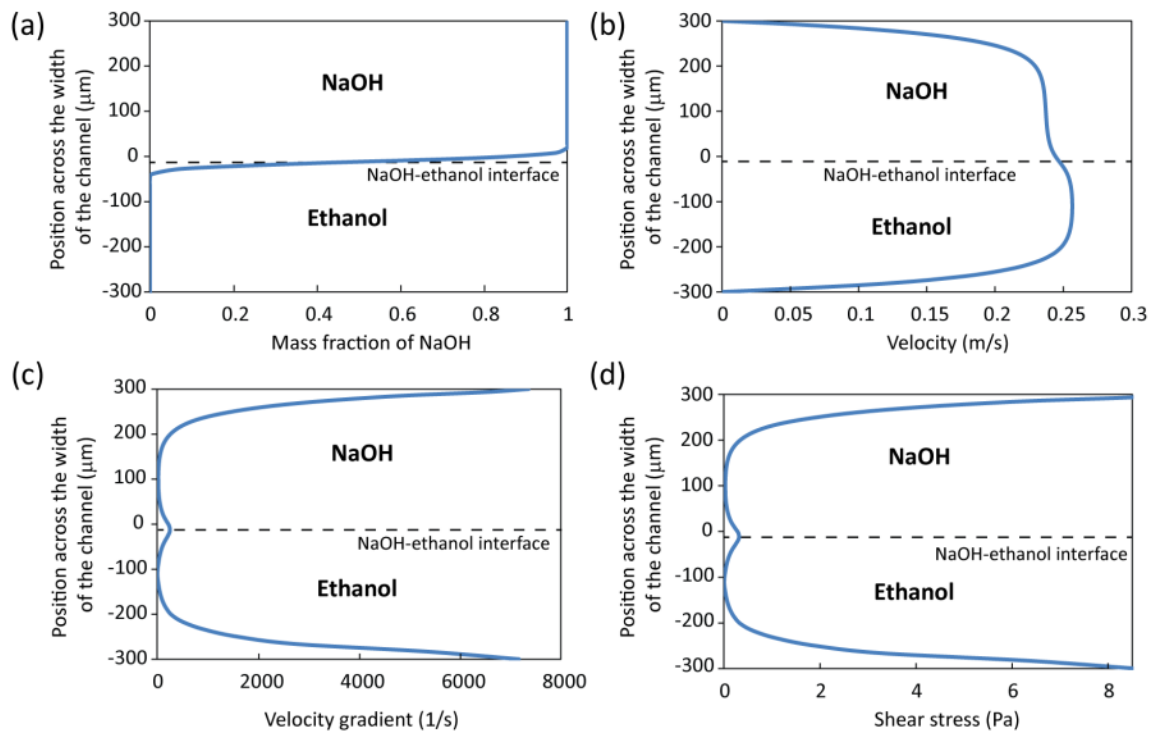 (a)
Position across the width
of the channel (μm)
300
200
100
0
-100
-200
-300
NaOH
NaOH-ethanol interface
Ethanol
0
0.2
0.4
0.6
0.8
1
Mass fraction of NaOH
(b)
Position across the width
of the channel (μm)
300
200
100
0
-100
-200
-300
NaOH
NaOH-ethanol interface
Ethanol
0
0.05
0.1
0.15
0.2
0.25
0.3
Velocity (m/s)
(c)
Position across the width
of the channel (μm)
300
200
100
0
-100
-200
-300
NaOH
NaOH-ethanol interface
Ethanol
0
2000
4000
6000
8000
Velocity gradient (1/s)
(d)
Position across the width
of the channel (μm)
300
200
100
0
-100
-200
-300
NaOH
NaOH-ethanol interface
Ethanol
0
2
4
6
8
Shear stress (Pa)